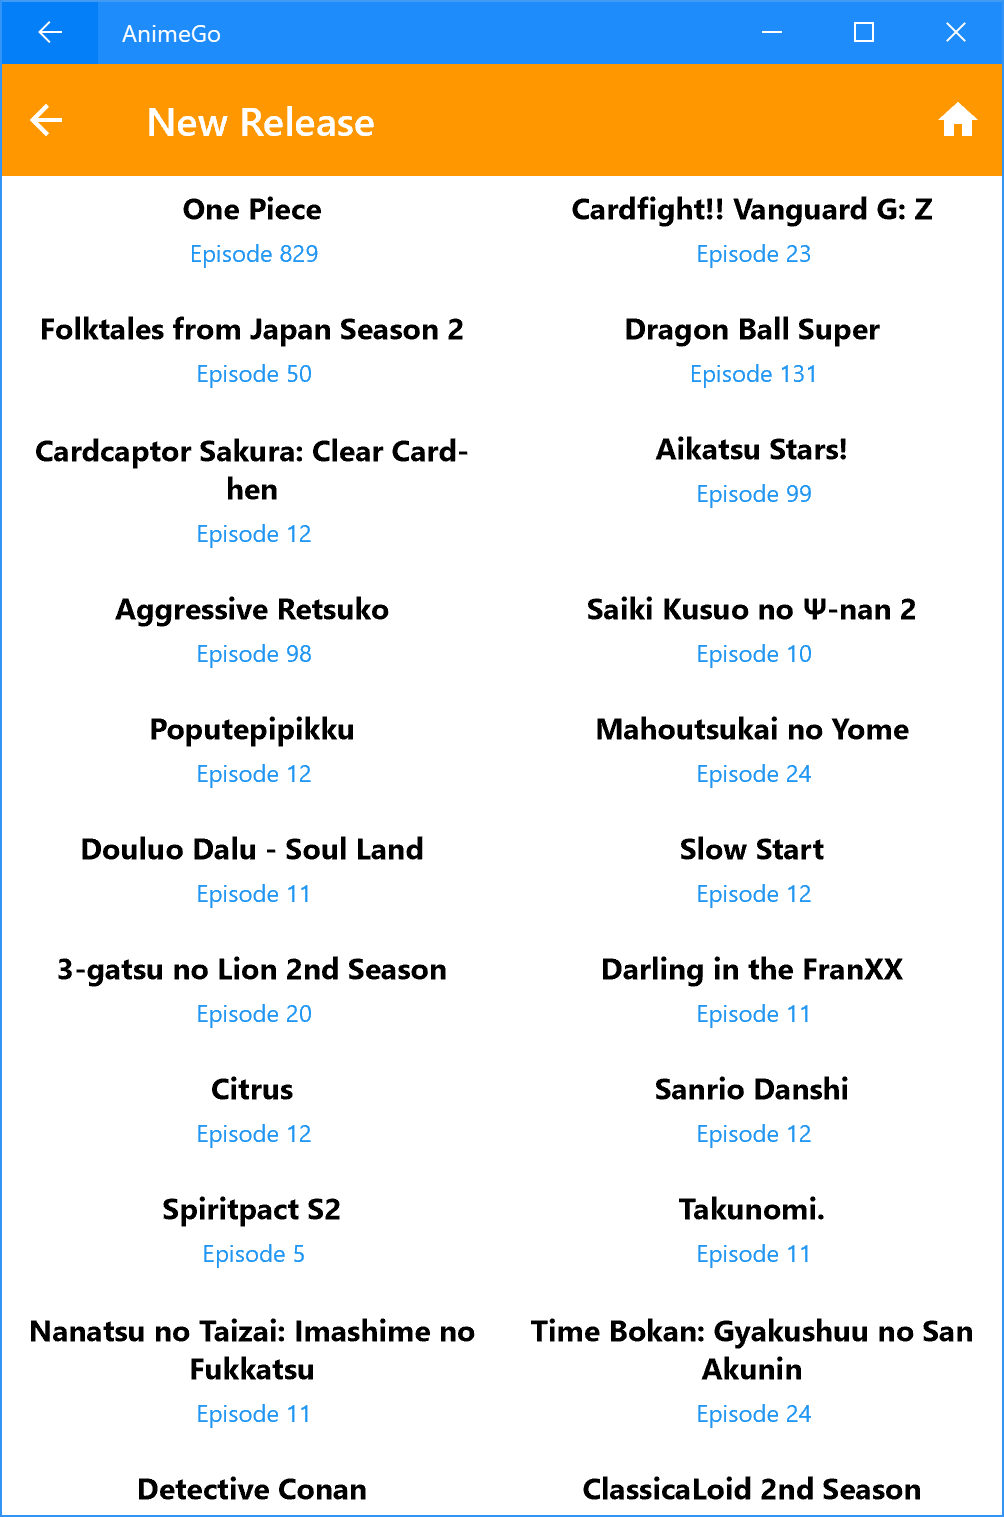 AnimeGo
New Release
One Piece
Episode 829
Cardfight!! Vanguard G: Z
Episode 23
Folktales from Japan Season 2
Episode 50
Dragon Ball Super
Episode 131
Cardcaptor Sakura: Clear Card-
hen
Episode 12
Aikatsu Stars!
Episode 99
Aggressive Retsuko
Episode 98
Saiki Kusuo no Ψ-nan 2
Episode 10
Poputepipikku
Episode 12
Mahoutsukai no Yome
Episode 24
Douluo Dalu - Soul Land
Episode 11
Slow Start
Episode 12
3-gatsu no Lion 2nd Season
Episode 20
Darling in the FranXX
Episode 11
Citrus
Episode 12
Sanrio Danshi
Episode 12
Spiritpact S2
Episode 5
Takunomi.
Episode 11
Nanatsu no Taizai: Imashime no
Fukkatsu
Episode 11
Time Bokan: Gyakushuu no San
Akunin
Episode 24
Detective Conan
ClassicaLoid 2nd Season